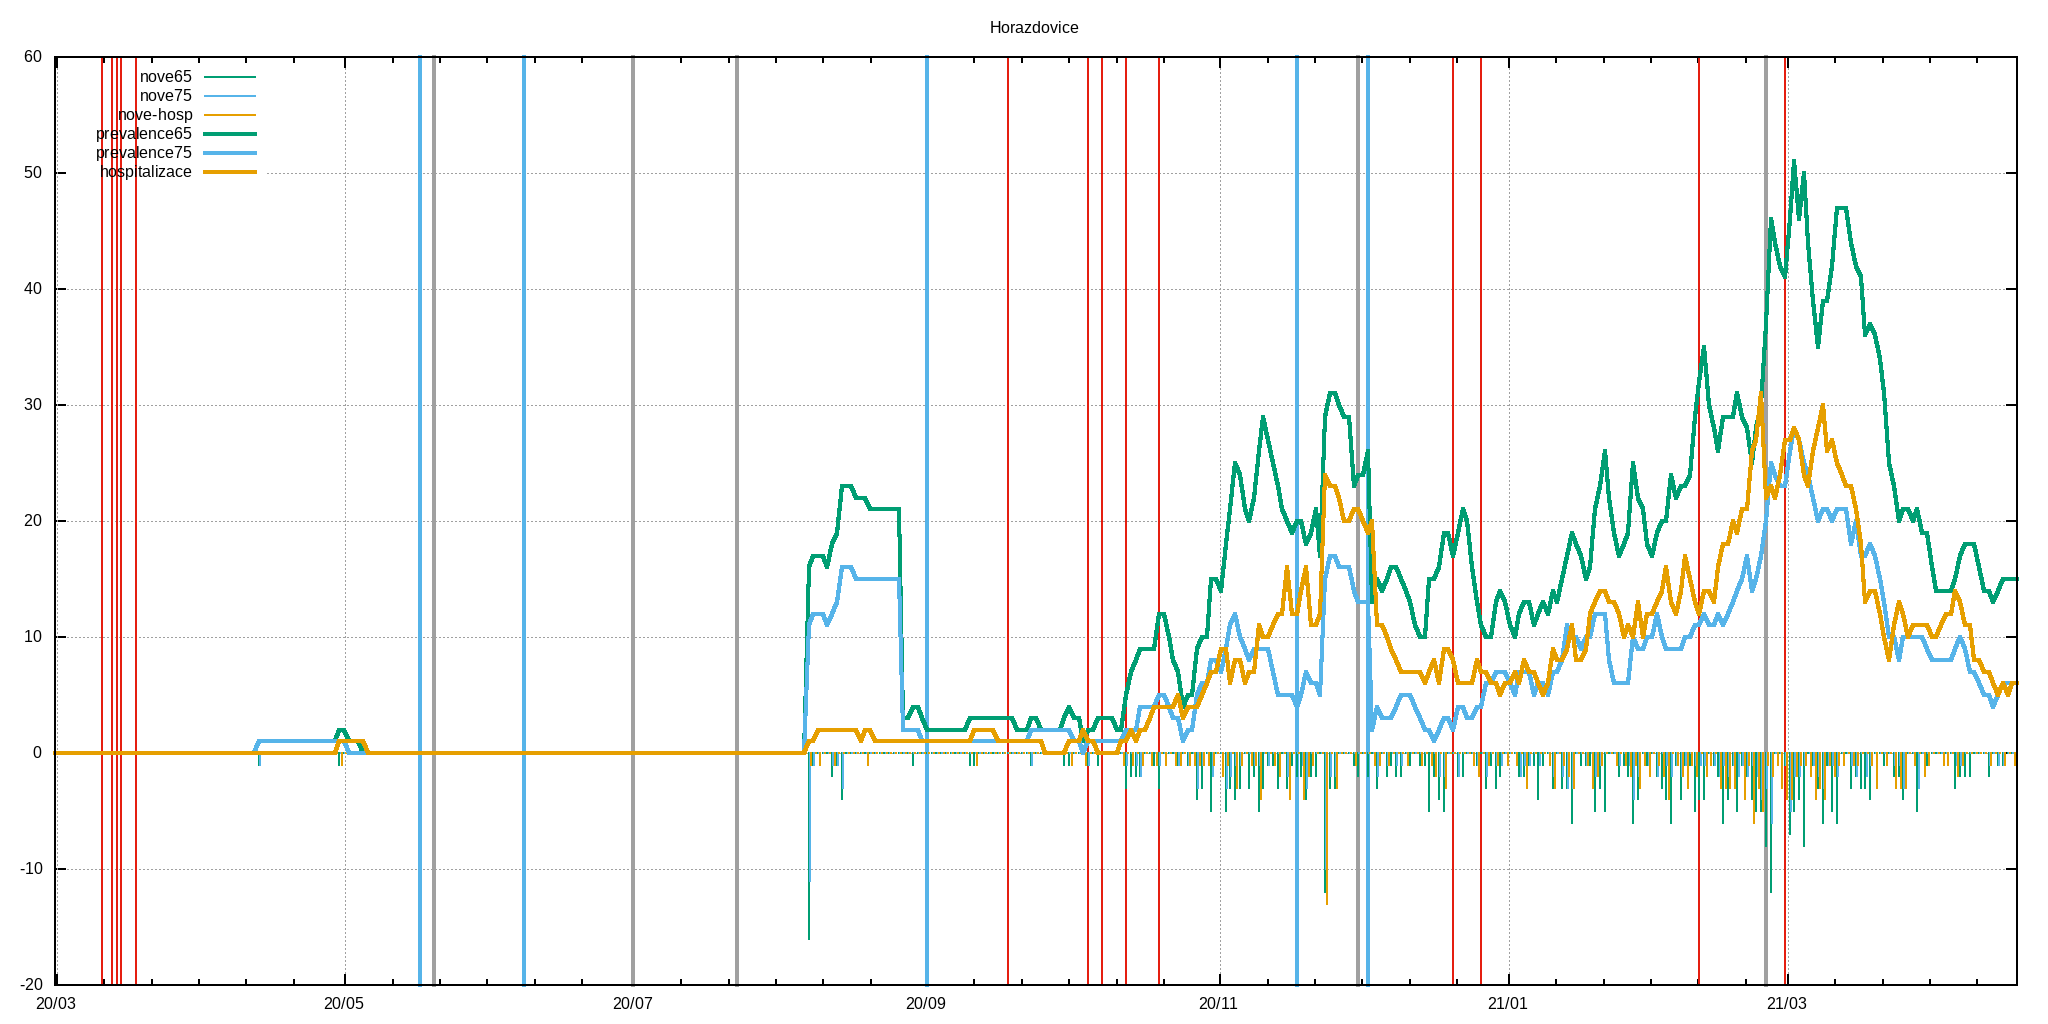 Horazdovice
60
50
40
30
20
10
0
-10
-20
nove65
nove75
nove-hosp
prevalence65
prevalence75
hospitalizace
20/03 20/05 20/07 20/09 20/11 21/01 21/03